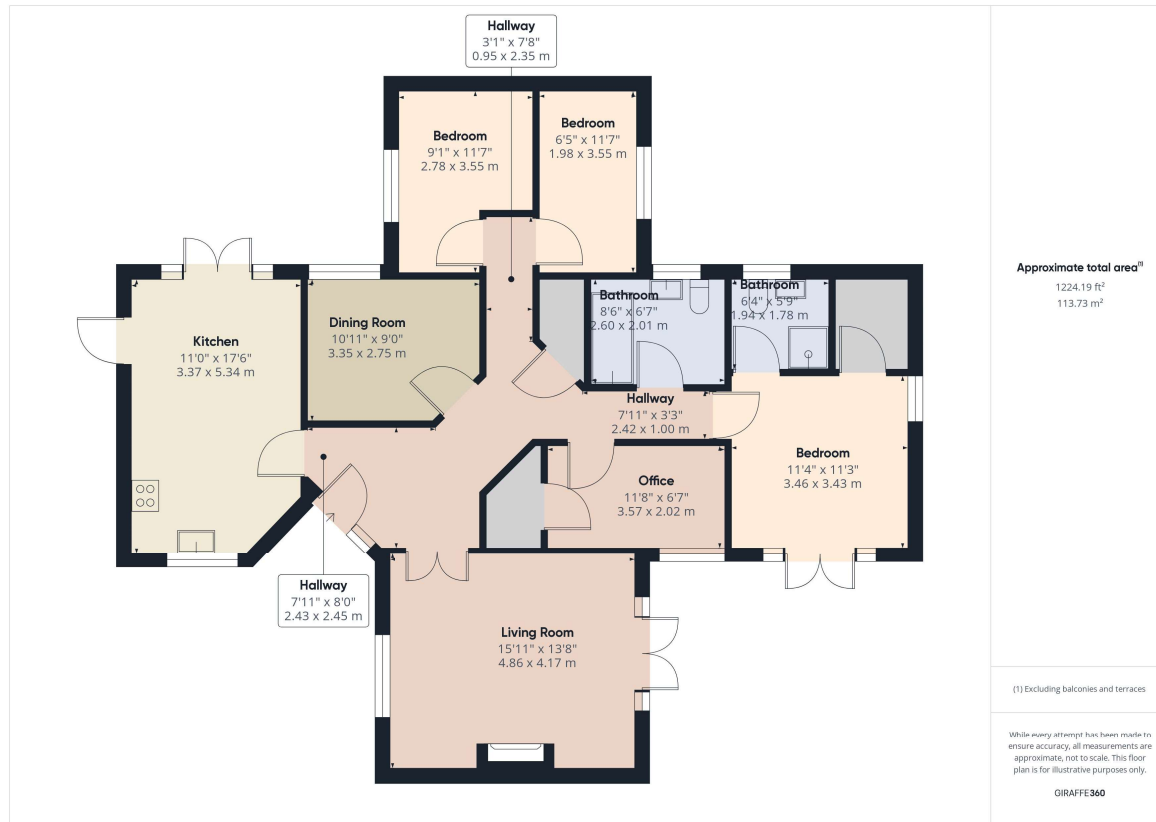 Hallway
3'1" x 7'8"
0.95 x 2.35 m
Bedroom
9'1" x 11'7"
2.78 x 3.55 m
Bedroom
6'5" x 11'7"
1.98 x 3.55 m
Kitchen
11'0" x 17'6"
3.37 x 5.34 m
Dining Room
10'11" x 9'0"
3.35 x 2.75 m
Bathroom
8'6" x 6'7"
2.60 x 2.01 m
Bathroom
6'4" x 5'9"
1.94 x 1.78 m
Hallway
7'11" x 3'3"
2.42 x 1.00 m
Bedroom
11'4" x 11'3"
3.46 x 3.43 m
Office
11'8" x 6'7"
3.57 x 2.02 m
Hallway
7'11" x 8'0"
2.43 x 2.45 m
Living Room
15'11" x 13'8"
4.86 x 4.17 m
Approximate total area(1)
1224.19 ft²
113.73 m²
(1) Excluding balconies and terraces
While every attempt has been made to
ensure accuracy, all measurements are
approximate, not to scale. This floor
plan is for illustrative purposes only.
GIRAFFE360